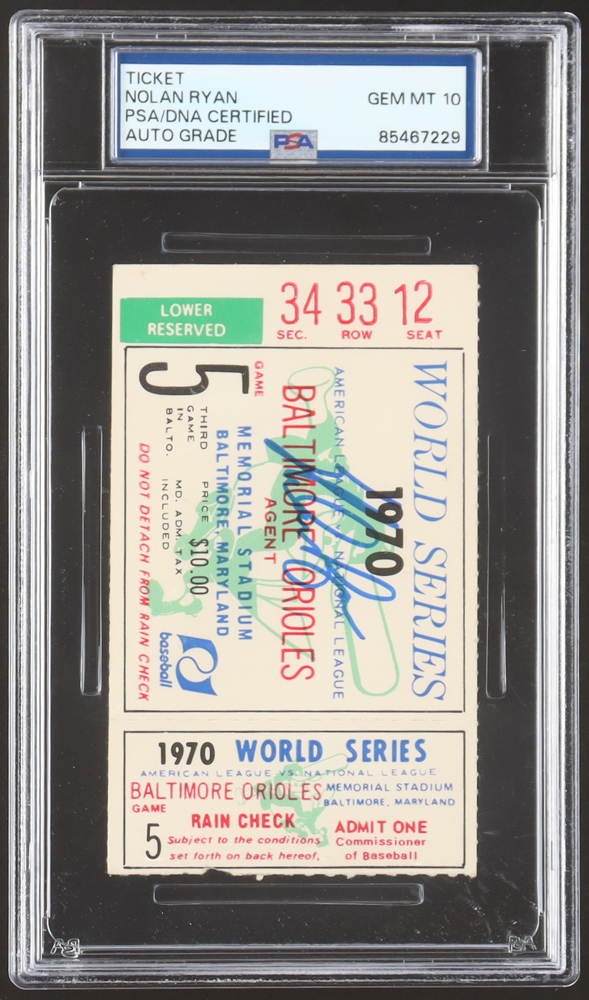 TICKET
NOLAN RYAN GEM MT 10
PSA/DNA CERTIFIED
AUTO GRADE PSA 85467229
LOWER
RESERVED
34 33 12
SEC. ROW SEAT
WORLD SERIES
1970
AMERICAN LEAGUE VS. NATIONAL LEAGUE
BALTIMORE ORIOLES
AGENT
MEMORIAL STADIUM
BALTIMORE, MARYLAND
GAME
5
THIRD
GAME
IN
BALTO.
PRICE $10.00
MD. ADM. TAX
INCLUDED
DO NOT DETACH FROM RAIN CHECK
baseball
1970 WORLD SERIES
AMERICAN LEAGUE VS. NATIONAL LEAGUE
BALTIMORE ORIOLES
MEMORIAL STADIUM
BALTIMORE, MARYLAND
GAME
5
RAIN CHECK
Subject to the conditions
set forth on back hereof.
ADMIT ONE
Commissioner
of Baseball
PSA
PSA